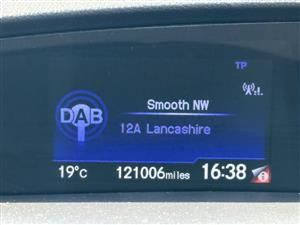 TP
DAB
Smooth NW
12A Lancashire
19°C 121006miles 16:38